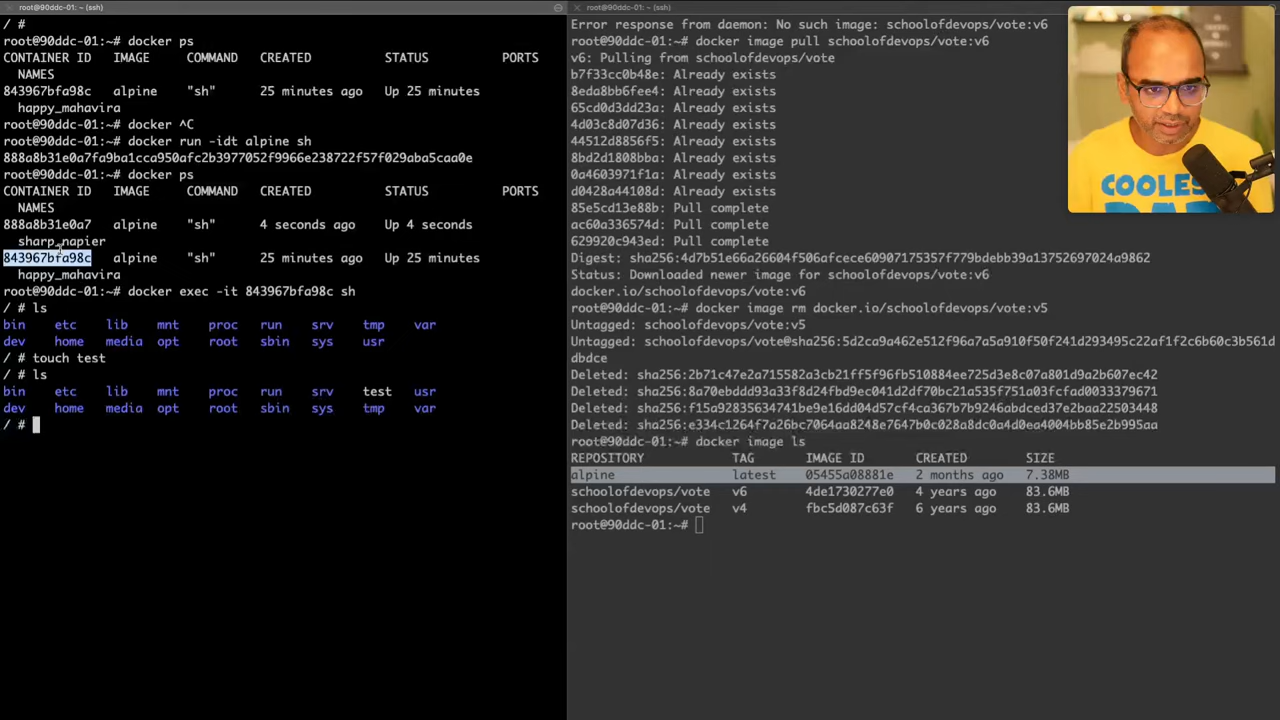 root@90ddc-01:~ (ssh)
/ #
root@90ddc-01:~# docker ps
CONTAINER ID   IMAGE     COMMAND   CREATED          STATUS          PORTS
  NAMES
843967bfa98c   alpine    "sh"      25 minutes ago   Up 25 minutes
  happy_mahavira
root@90ddc-01:~# docker ^C
root@90ddc-01:~# docker run -idt alpine sh
888a8b31e0a7fa9ba1cca950afc2b3977052f9966e238722f57f029aba5caa0e
root@90ddc-01:~# docker ps
CONTAINER ID   IMAGE     COMMAND   CREATED          STATUS          PORTS
  NAMES
888a8b31e0a7   alpine    "sh"      4 seconds ago    Up 4 seconds
  sharp_napier
843967bfa98c   alpine    "sh"      25 minutes ago   Up 25 minutes
  happy_mahavira
root@90ddc-01:~# docker exec -it 843967bfa98c sh
/ # ls
bin    etc    lib    mnt    proc   run    srv    tmp    var
dev    home   media  opt    root   sbin   sys    usr
/ # touch test
/ # ls
bin    etc    lib    mnt    proc   run    srv    test   usr
dev    home   media  opt    root   sbin   sys    tmp    var
/ #
root@90ddc-01:~ (ssh)
Error response from daemon: No such image: schoolofdevops/vote:v6
root@90ddc-01:~# docker image pull schoolofdevops/vote:v6
v6: Pulling from schoolofdevops/vote
b7f33cc0b48e: Already exists
8eda8bb6fee4: Already exists
65cd0d3dd23a: Already exists
4d03c8d07d36: Already exists
44512d8856f5: Already exists
8bd2d1808bba: Already exists
0a4603f971a1: Already exists
d0428a44108d: Already exists
85e5cd13e98f: Pull complete
ac60a336574d: Pull complete
629920c943ed: Pull complete
Digest: sha256:4d7b51e66a26604f506afcece60907175357f779bdebb39a13752697024a9862
Status: Downloaded newer image for schoolofdevops/vote:v6
docker.io/schoolofdevops/vote:v6
root@90ddc-01:~# docker image rm docker.io/schoolofdevops/vote:v5
Untagged: schoolofdevops/vote:v5
Untagged: schoolofdevops/vote@sha256:5d2ca9a462e512f96a7a5a910f50f241d293495c22af1f2c6b60c3b561d
dbdce
Deleted: sha256:2b71c47e2a715582a3cb21ff5f96fb510884ee725d3e8c07a801d9a2b607ec42
Deleted: sha256:8a70ebddd93a33f8d24fbd9ec041d2df70bc21a535f751a03fcfad0033379671
Deleted: sha256:f15a92835634741be9e16dd04d57cf4ca367b7b9246abdced37e2baa22503448
Deleted: sha256:e334c1264f7a26bc7064aa8248e7647b0c028a8dc0a4d0ea4004bb85e2b995aa
root@90ddc-01:~# docker image ls
REPOSITORY            TAG       IMAGE ID       CREATED        SIZE
alpine                latest    05455a08881e   2 months ago   7.38MB
schoolofdevops/vote   v6        4de1730277e0   4 years ago    83.6MB
schoolofdevops/vote   v4        fbc5d087c63f   6 years ago    83.6MB
root@90ddc-01:~#
COOLES